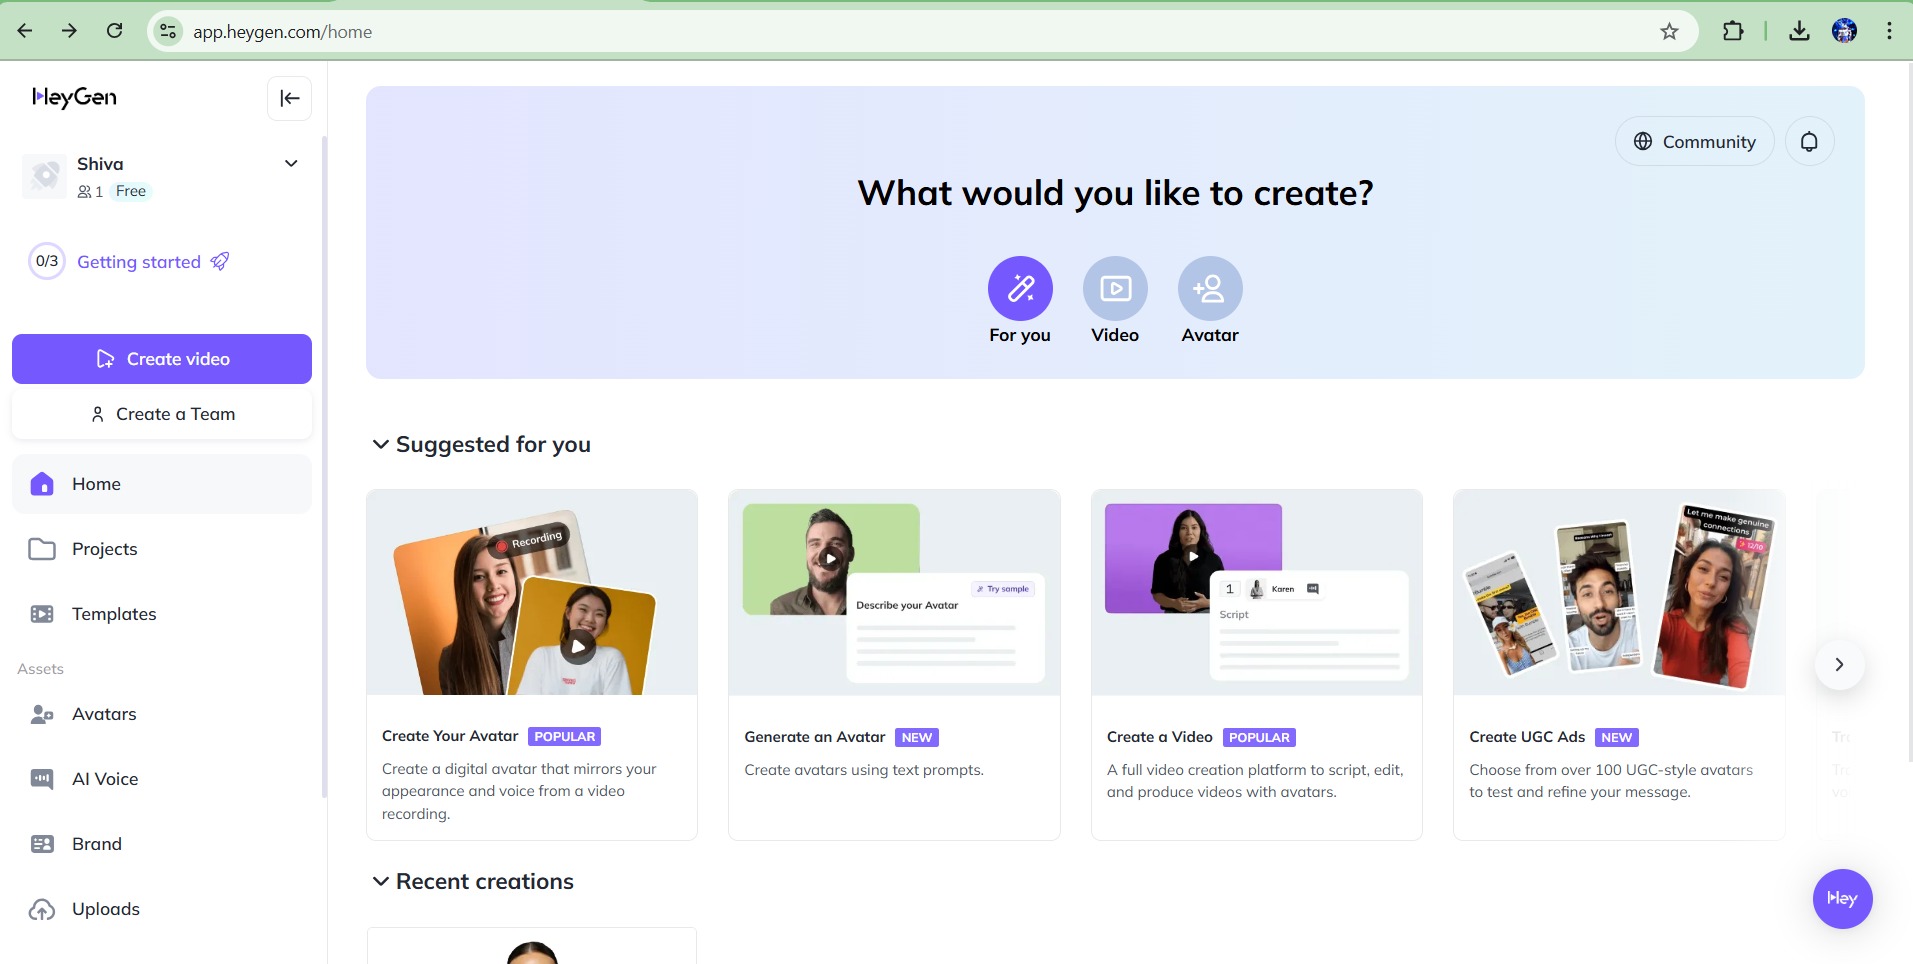 app.heygen.com/home
HeyGen
Shiva
1 Free
0/3 Getting started
Create video
Create a Team
Home
Projects
Templates
Assets
Avatars
AI Voice
Brand
Uploads
Community
What would you like to create?
For you
Video
Avatar
Suggested for you
Recording
Create Your Avatar POPULAR
Create a digital avatar that mirrors your
appearance and voice from a video
recording.
Try sample
Describe your Avatar
Generate an Avatar NEW
Create avatars using text prompts.
1 Karen
Script
Create a Video POPULAR
A full video creation platform to script, edit,
and produce videos with avatars.
Let me make genuine
connections
12/10
Create UGC Ads NEW
Choose from over 100 UGC-style avatars
to test and refine your message.
Recent creations
Hey